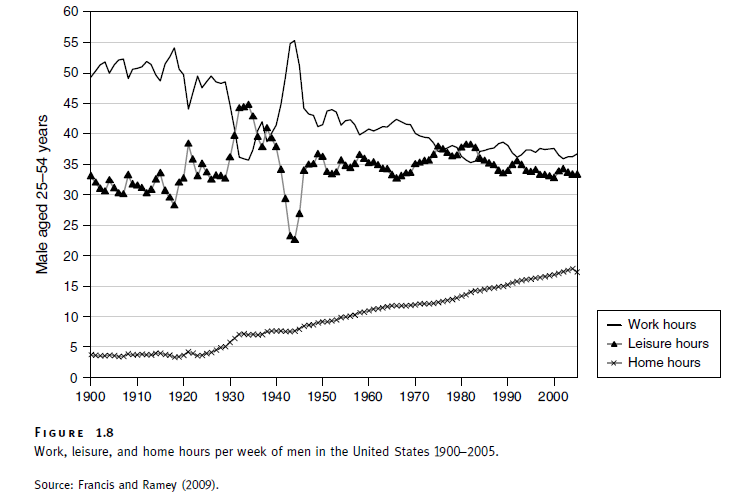 60
55
50
45
40
35
30
25
20
15
10
5
0
Male aged 25–54 years
1900 1910 1920 1930 1940 1950 1960 1970 1980 1990 2000
Work hours
Leisure hours
Home hours
FIGURE 1.8
Work, leisure, and home hours per week of men in the United States 1900–2005.
Source: Francis and Ramey (2009).